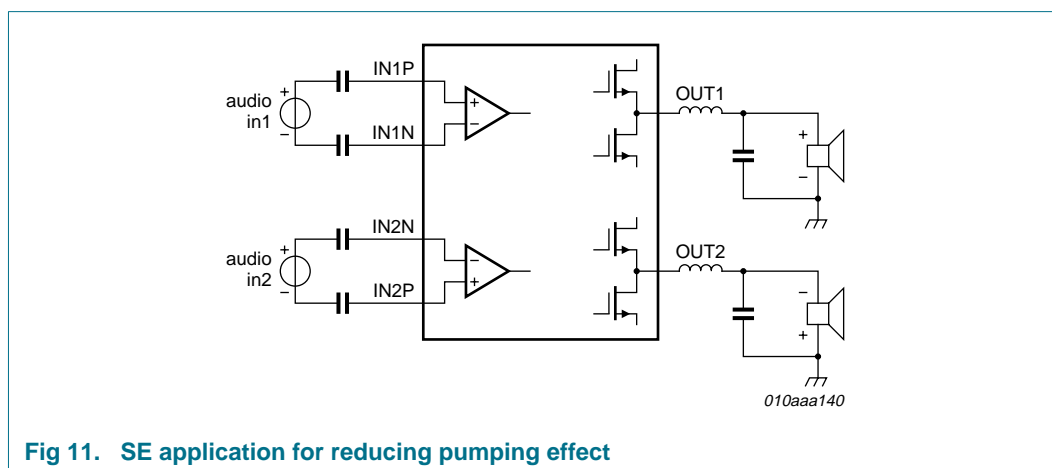 IN1P
+
audio
in1
−
+
−
IN1N
OUT1
+
−
IN2N
+
audio
in2
−
−
+
IN2P
OUT2
−
+
010aaa140
Fig 11. SE application for reducing pumping effect